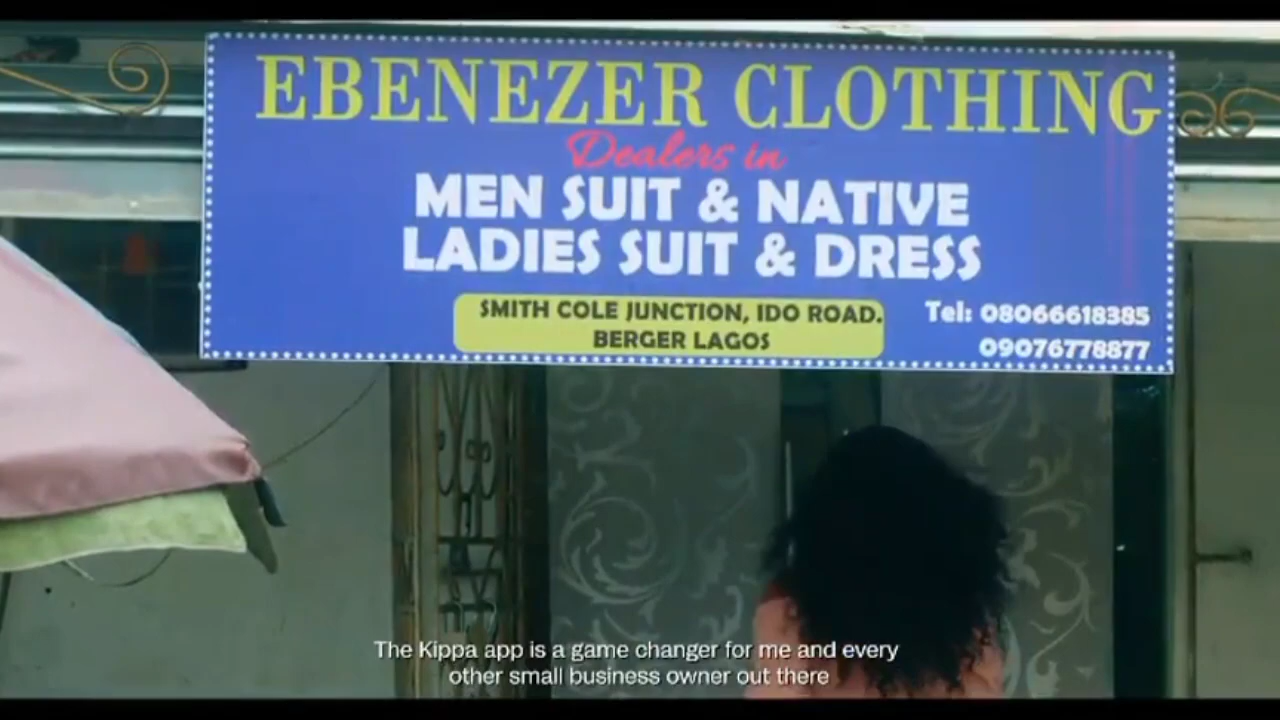 EBENEZER CLOTHING
Dealers in
MEN SUIT & NATIVE
LADIES SUIT & DRESS
SMITH COLE JUNCTION, IDO ROAD.
BERGER LAGOS
Tel: 08066618385
09076778877
The Kippa app is a game changer for me and every
other small business owner out there